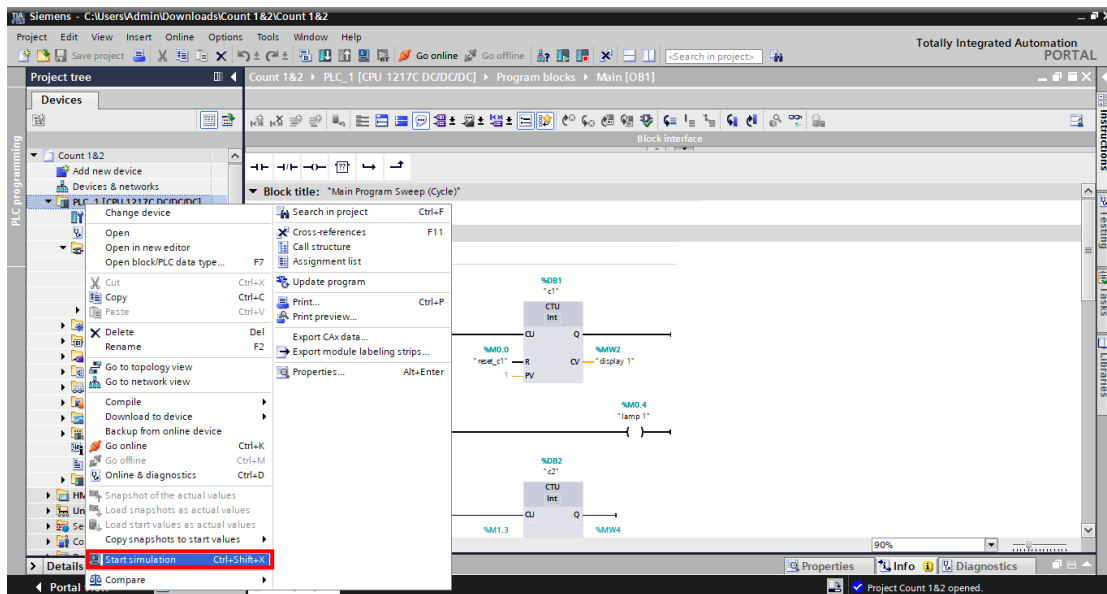 Siemens - C:\Users\Admin\Downloads\Count 1&2\Count 1&2
Project Edit View Insert Online Options Tools Window Help
Totally Integrated Automation
PORTAL
Save project Go online Go offline <Search in project>
Project tree
Count 1&2 PLC_1 [CPU 1217C DC/DC/DC] Program blocks Main [OB1]
Devices
Block interface
PLC programming
Instructions
Testing
Tasks
Libraries
Count 1&2
Add new device
Devices & networks
PLC_1 [CPU 1217C DC/DC/DC]
Block title: "Main Program Sweep (Cycle)"
Change device
Open
Open in new editor
Open block/PLC data type... F7
Cut Ctrl+X
Copy Ctrl+C
Paste Ctrl+V
Delete Del
Rename F2
Go to topology view
Go to network view
Compile
Download to device
Backup from online device
Go online Ctrl+K
Go offline Ctrl+M
Online & diagnostics Ctrl+D
Snapshot of the actual values
Load snapshots as actual values
Load start values as actual values
Copy snapshots to start values
Start simulation Ctrl+Shift+X
Compare
Search in project Ctrl+F
Cross-references F11
Call structure
Assignment list
Update program
Print... Ctrl+P
Print preview...
Export CAx data...
Export module labeling strips...
Properties... Alt+Enter
%DB1
"c1"
CTU
Int
CU Q
%M0.0 %MW2
"reset_c1" R CV "display 1"
1 PV
%M0.4
"lamp 1"
%DB2
"c2"
CTU
Int
CU Q
%M1.3 %MW4
HM
Un
Se
Co
90%
Details
Properties Info Diagnostics
Portal
Project Count 1&2 opened.